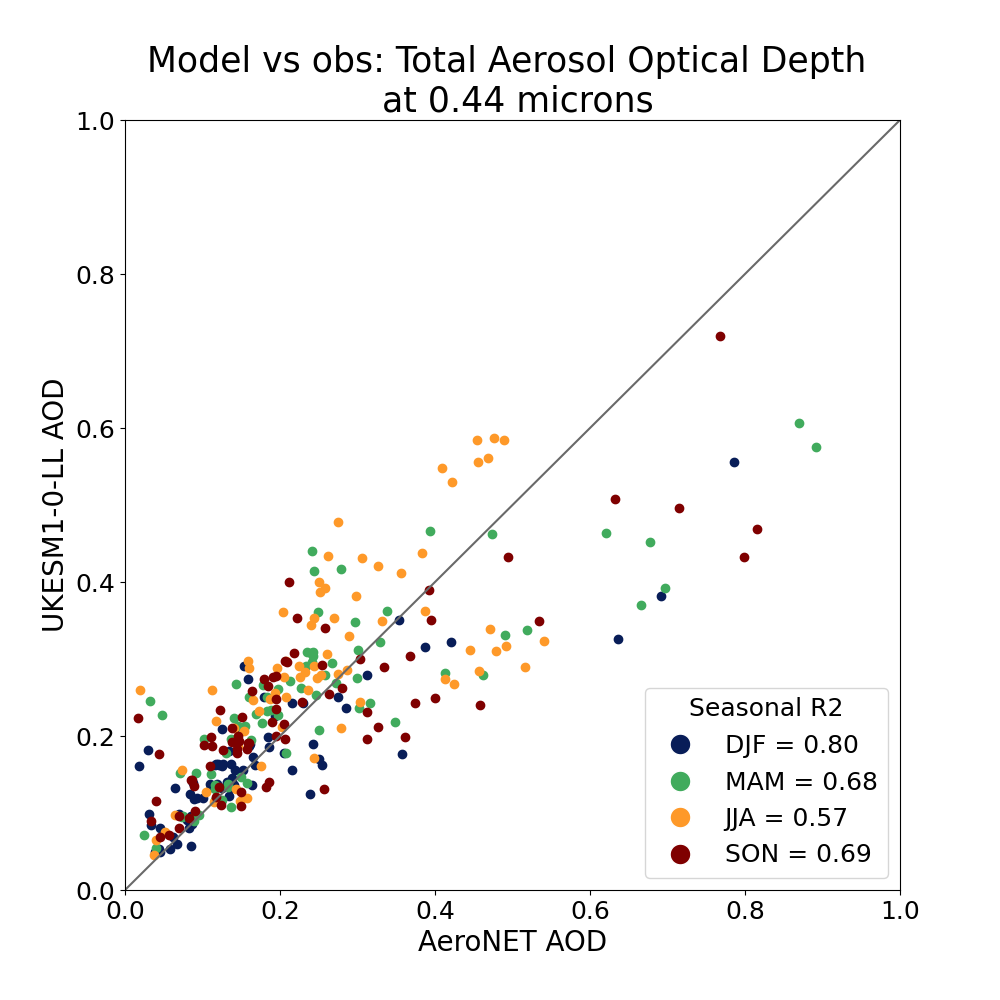 Model vs obs: Total Aerosol Optical Depth
at 0.44 microns
1.0
0.8
0.6
0.4
0.2
0.0
UKESM1-0-LL AOD
Seasonal R2
DJF = 0.80
MAM = 0.68
JJA = 0.57
SON = 0.69
0.0 0.2 0.4 0.6 0.8 1.0
AeroNET AOD